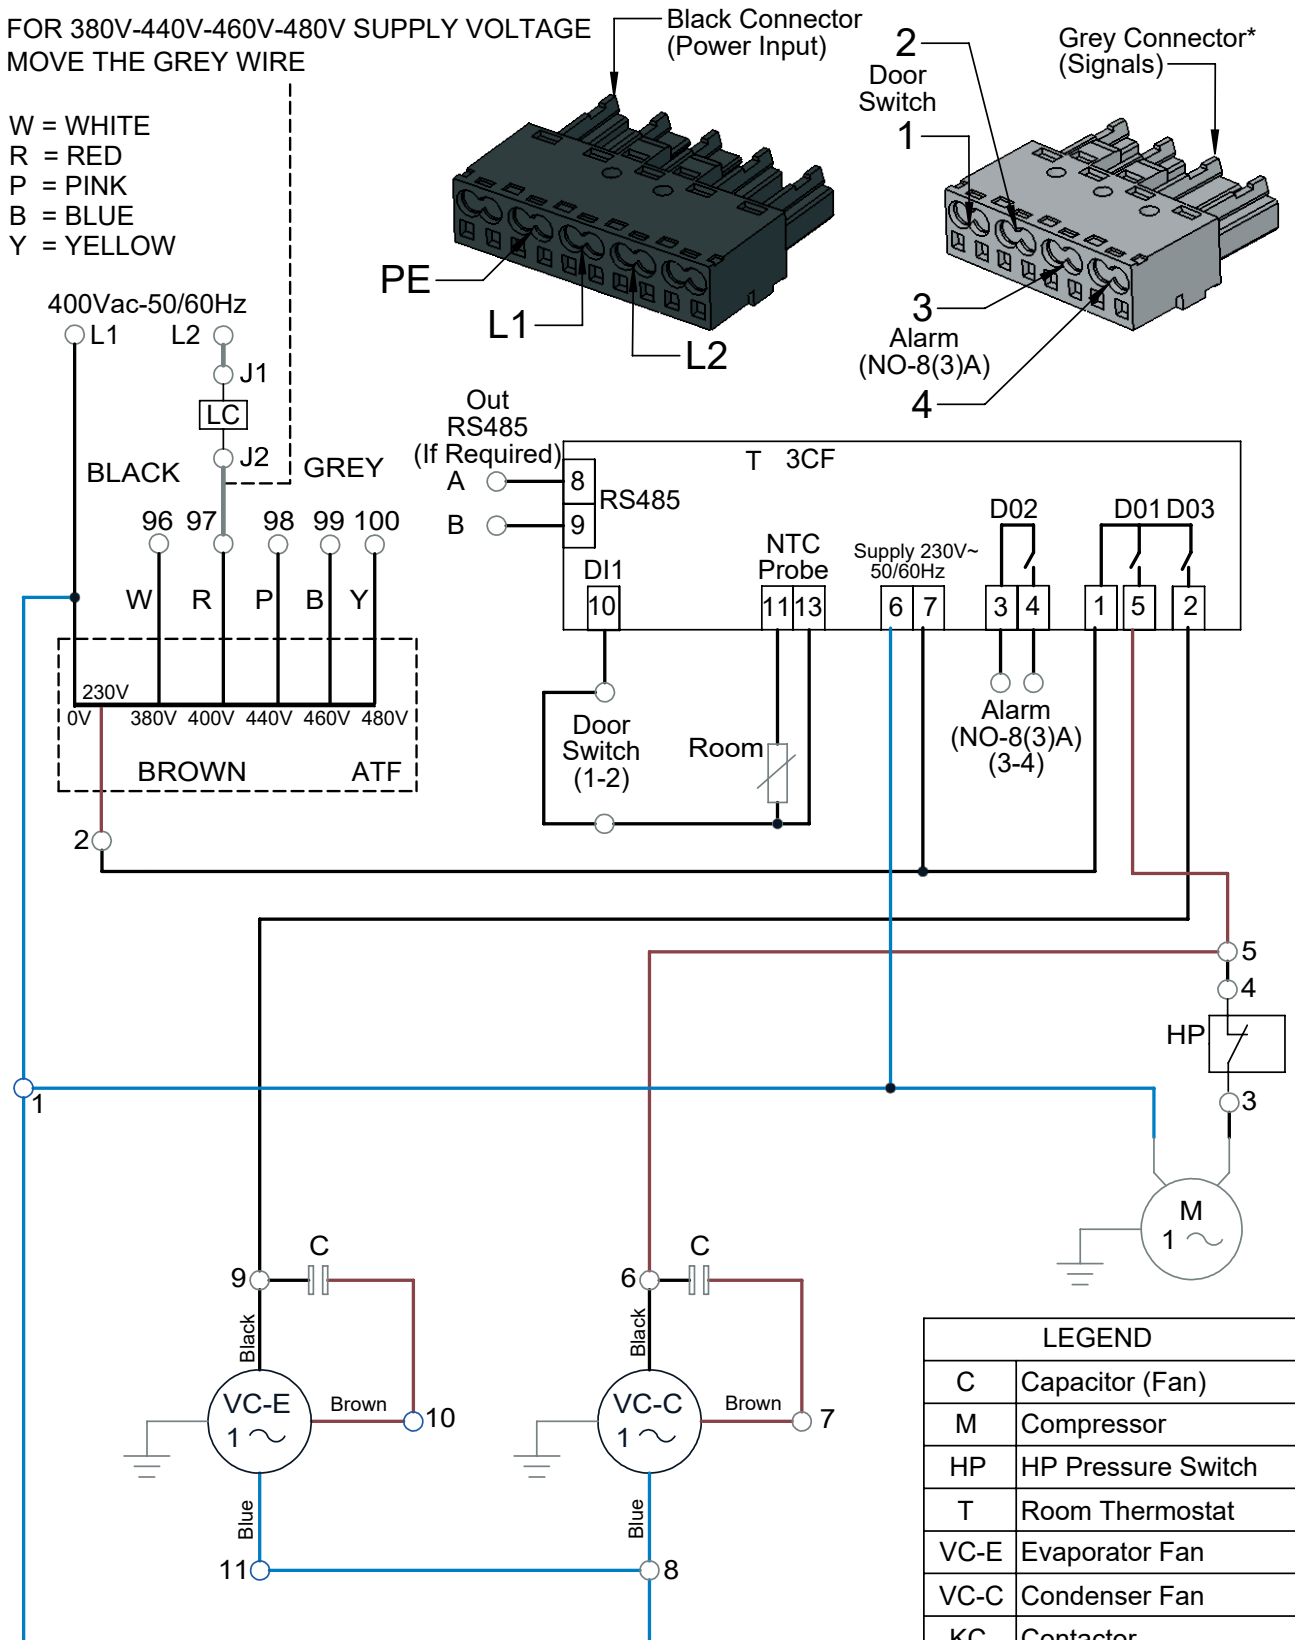 FOR 380V-440V-460V-480V SUPPLY VOLTAGE
MOVE THE GREY WIRE
W = WHITE
R = RED
P = PINK
B = BLUE
Y = YELLOW
Black Connector
(Power Input)
PE
L1
L2
2
Door
Switch
1
Grey Connector*
(Signals)
3
Alarm
(NO-8(3)A)
4
400Vac-50/60Hz
L1
L2
J1
LC
J2
BLACK
GREY
96 97 98 99 100
W R P B Y
230V
0V 380V 400V 440V 460V 480V
BROWN
ATF
2
Out
RS485
(If Required)
A
B
8
9
RS485
T 3CF
DI1
10
NTC
Probe
11 13
Supply 230V~
50/60Hz
6 7
D02
3 4
D01 D03
1 5 2
Door
Switch
(1-2)
Room
Alarm
(NO-8(3)A)
(3-4)
5
4
HP
3
1
M
1
9
C
Black
VC-E
1
Brown
10
Blue
11
6
C
Black
VC-C
1
Brown
7
Blue
8
LEGEND
C Capacitor (Fan)
M Compressor
HP HP Pressure Switch
T Room Thermostat
VC-E Evaporator Fan
VC-C Condenser Fan
KC Contactor